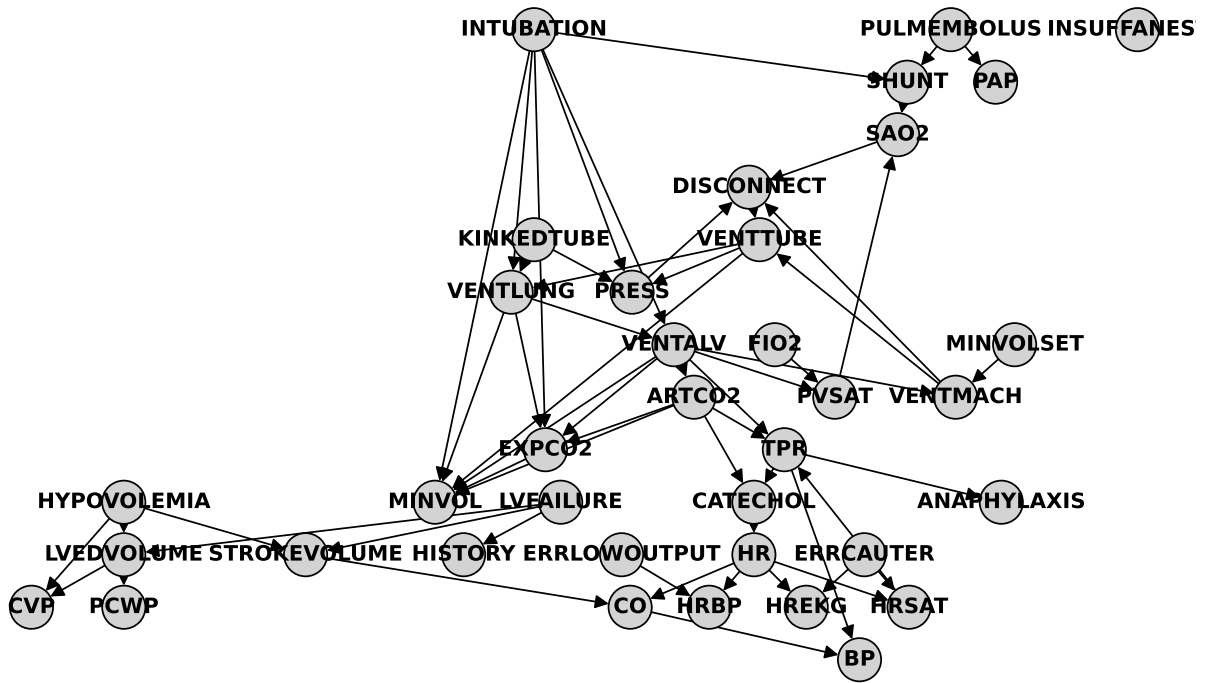 INTUBATION PULMEMBOLUS INSUFFANES
SHUNT PAP
SAO2
DISCONNECT
KINKEDTUBE VENTTUBE
VENTLUNG PRESS
VENTALV FIO2 MINVOLSET
ARTCO2 PVSAT VENTMACH
EXPCO2 TPR
HYPOVOLEMIA MINVOL LVFAILURE CATECHOL ANAPHYLAXIS
LVEDVOLUME STROKEVOLUME HISTORY ERRLOWOUTPUT HR ERRCAUTER
CVP PCWP CO HRBP HREKG HRSAT
BP